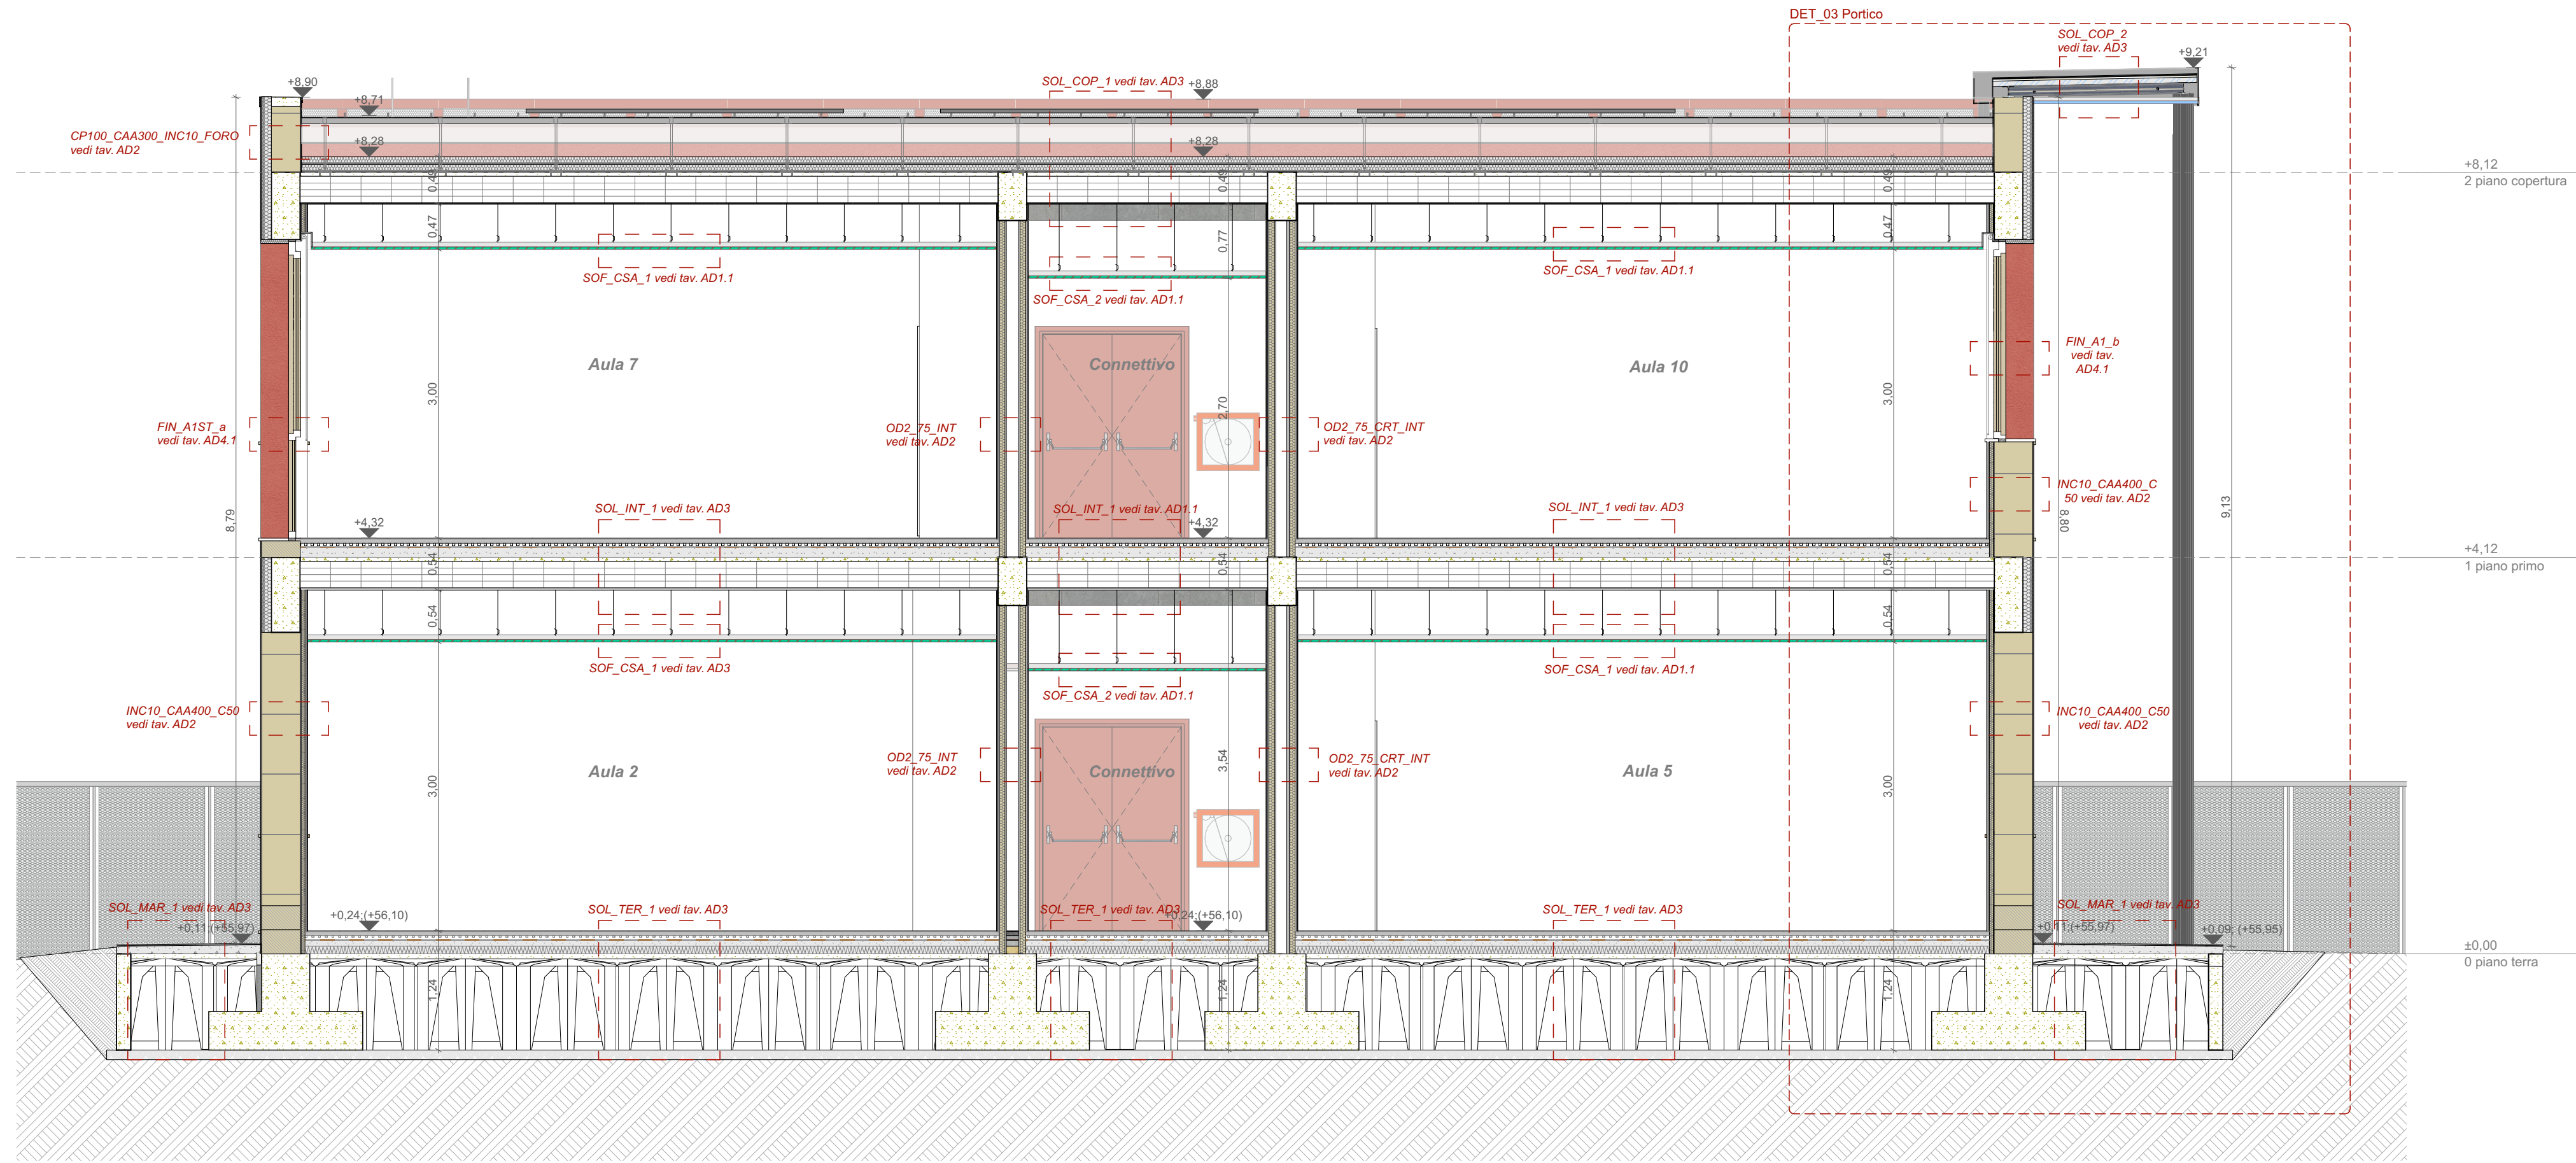 DET_03 Portico
SOL_COP_2
vedi tav. AD3
+9,21
+8,90
SOL_COP_1 vedi tav. AD3
+8,88
+8,71
CP100_CAA300_INC10_FORO
vedi tav. AD2
+8,28
+8,28
+8,12
2 piano copertura
0,49
0,49
0,49
0,47
0,77
0,47
SOF_CSA_1 vedi tav. AD1.1
SOF_CSA_2 vedi tav. AD1.1
SOF_CSA_1 vedi tav. AD1.1
Aula 7
Connettivo
Aula 10
FIN_A1_b
vedi tav.
AD4.1
3,00
2,70
3,00
FIN_A1ST_a
vedi tav. AD4.1
OD2_75_INT
vedi tav. AD2
OD2_75_CRT_INT
vedi tav. AD2
INC10_CAA400_C
50 vedi tav. AD2
8,79
8,80
9,13
SOL_INT_1 vedi tav. AD3
SOL_INT_1 vedi tav. AD1.1
SOL_INT_1 vedi tav. AD3
+4,32
+4,32
+4,12
1 piano primo
0,54
0,54
0,54
0,54
0,54
SOF_CSA_1 vedi tav. AD3
SOF_CSA_2 vedi tav. AD1.1
SOF_CSA_1 vedi tav. AD1.1
INC10_CAA400_C50
vedi tav. AD2
INC10_CAA400_C50
vedi tav. AD2
OD2_75_INT
vedi tav. AD2
OD2_75_CRT_INT
vedi tav. AD2
Aula 2
Connettivo
Aula 5
3,00
3,54
3,00
SOL_MAR_1 vedi tav. AD3
SOL_TER_1 vedi tav. AD3
SOL_TER_1 vedi tav. AD3
SOL_TER_1 vedi tav. AD3
SOL_MAR_1 vedi tav. AD3
+0,11;(+55,97)
+0,24;(+56,10)
+0,24;(+56,10)
+0,11;(+55,97)
+0,09; (+55,95)
±0,00
0 piano terra
1,24
1,24
1,24